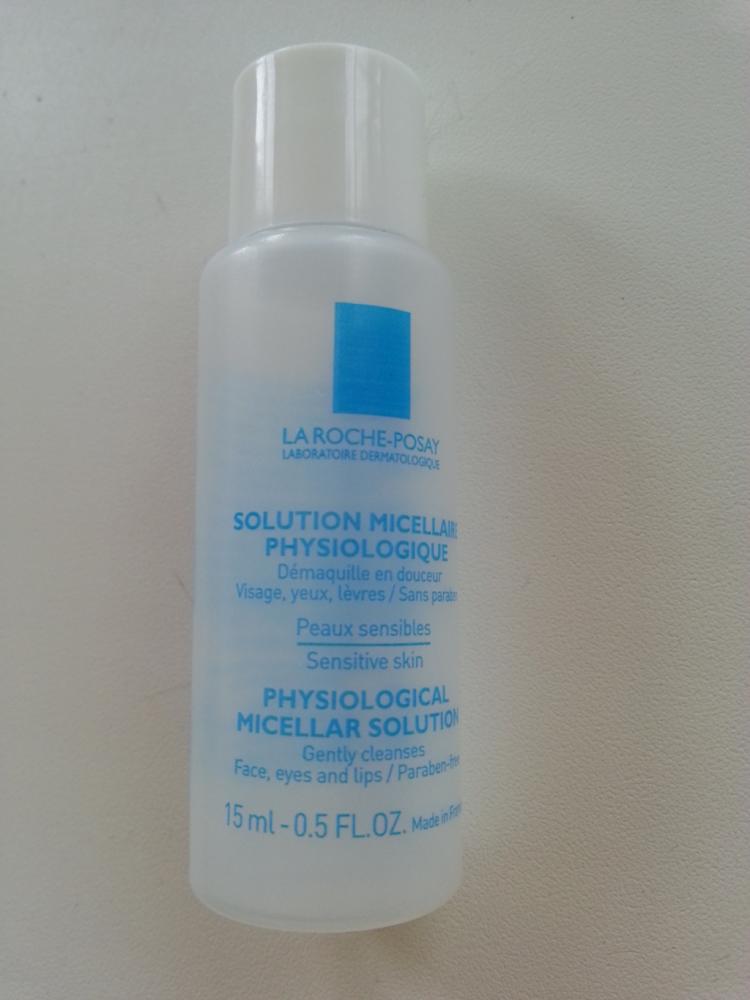 LA ROCHE-POSAY
LABORATOIRE DERMATOLOGIQUE
SOLUTION MICELLAIRE
PHYSIOLOGIQUE
Démaquille en douceur
Visage, yeux, lèvres / Sans
Peaux sensibles
Sensitive skin
PHYSIOLOGICAL
MICELLAR SOLUTION
Gently cleanses
Face, eyes and lips / Paraben-free
15 ml - 0.5 FL.OZ. Made in